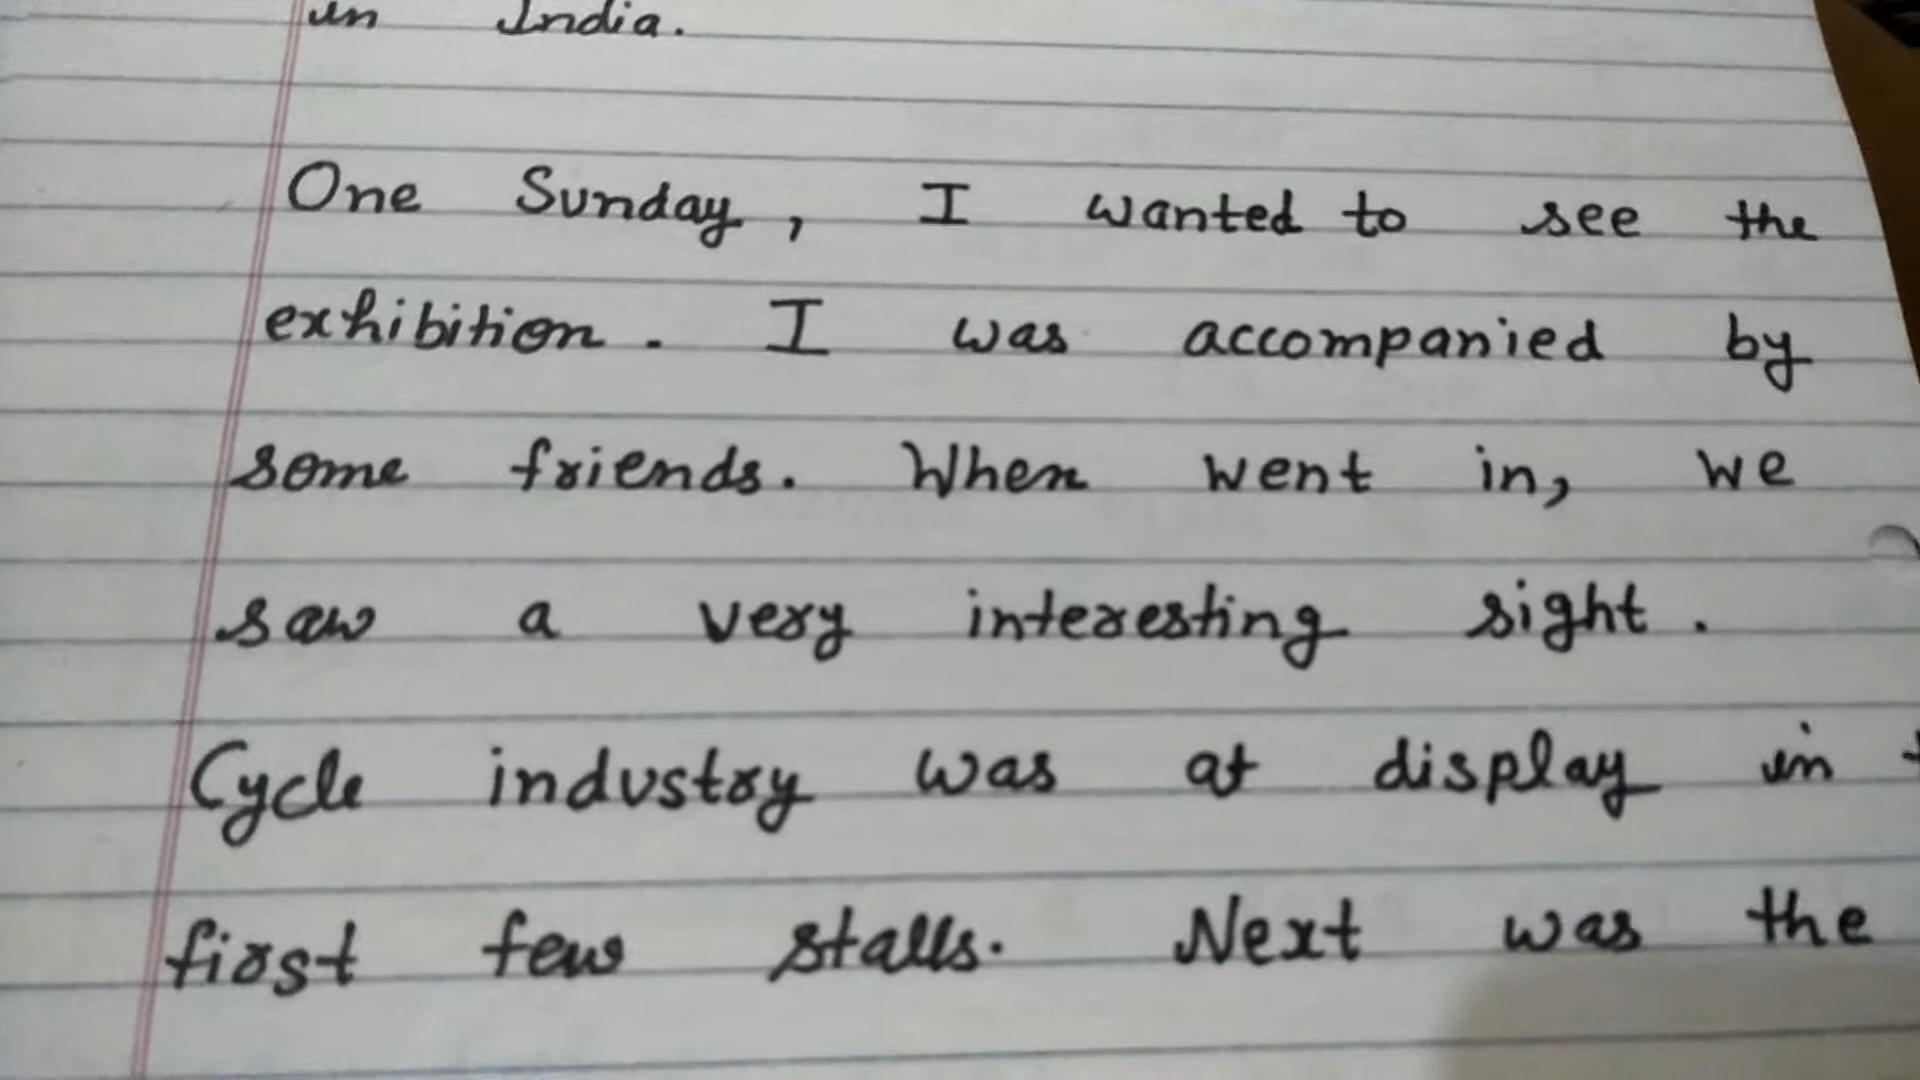 in India.
One Sunday, I wanted to see the
exhibition. I was accompanied by
some friends. When went in, we
saw a very interesting sight.
Cycle industry was at display in
first few stalls. Next was the